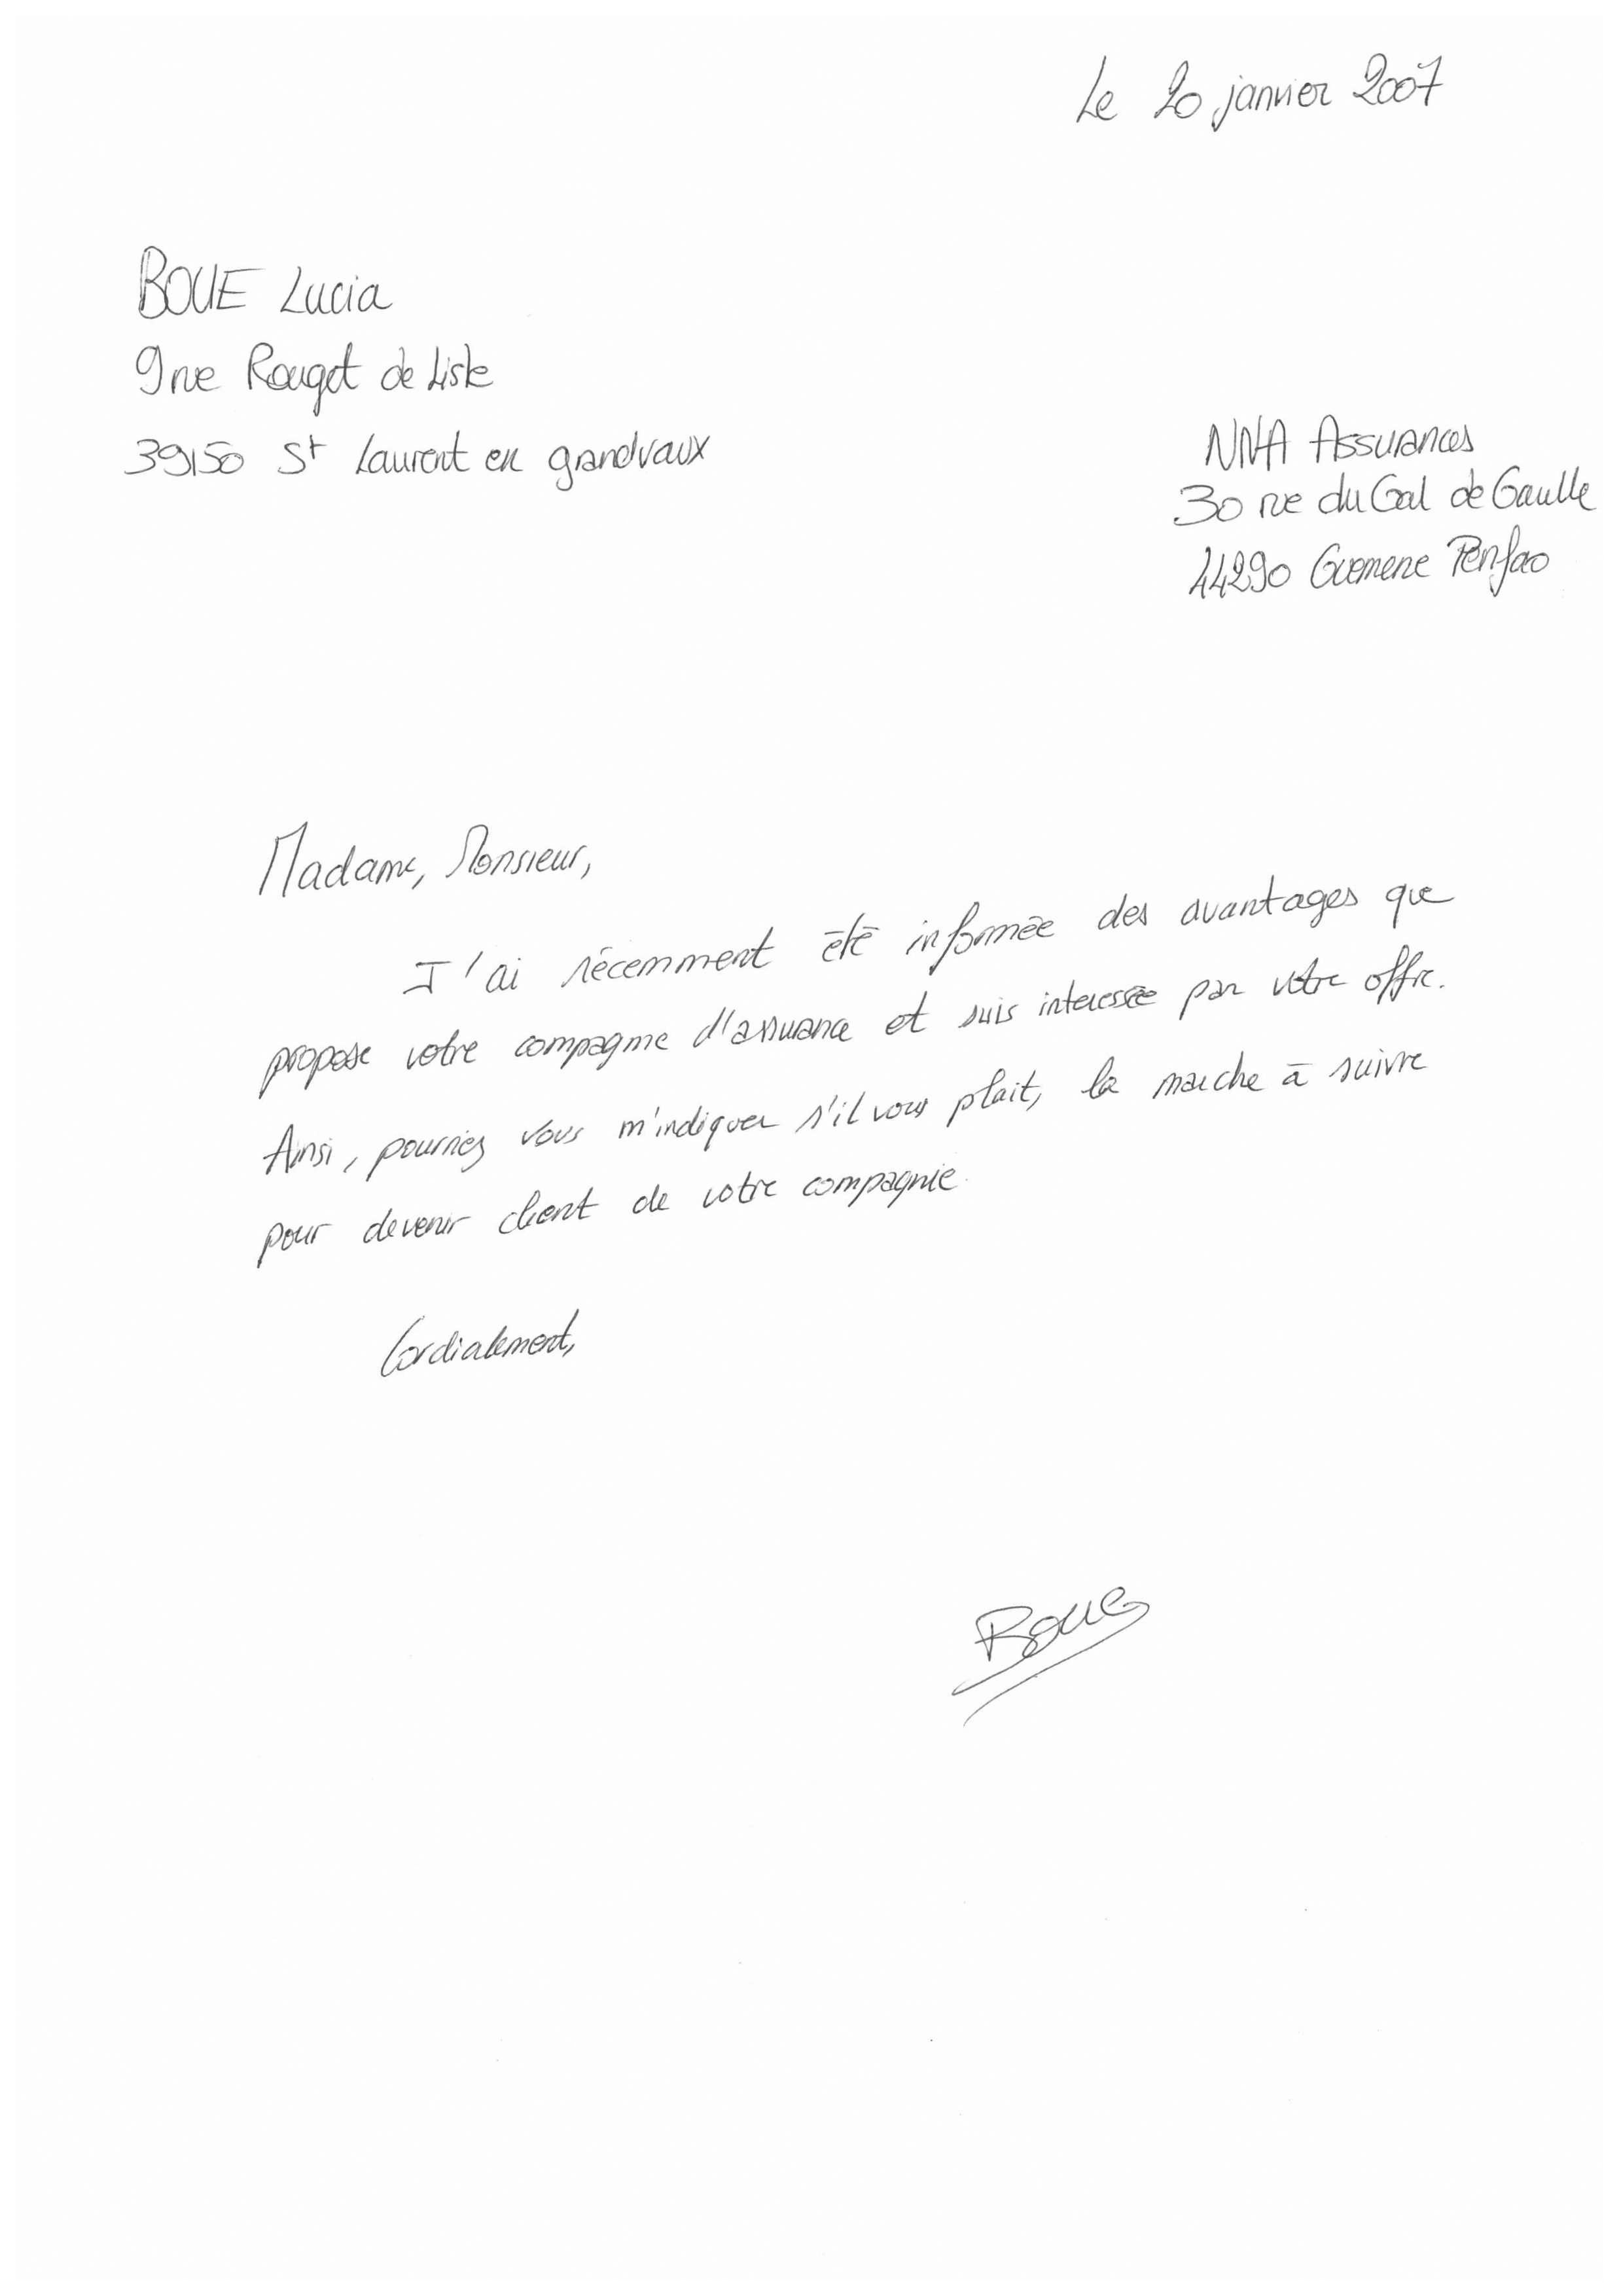 Le 20 janvier 2007
BOUE Lucia
9 rue Rouget de Lisle
39150 St Laurent en grandvaux
NNA Assurances
30 rue du Gal de Gaulle
44290 Guemene Penfao
Madame, Monsieur,
J'ai récemment été informée des avantages que
propose votre compagnie d'assurance et suis interessée par votre offre.
Ainsi, pourriez vous m'indiquer s'il vous plait, la marche à suivre
pour devenir client de votre compagnie.
Cordialement,
Boue